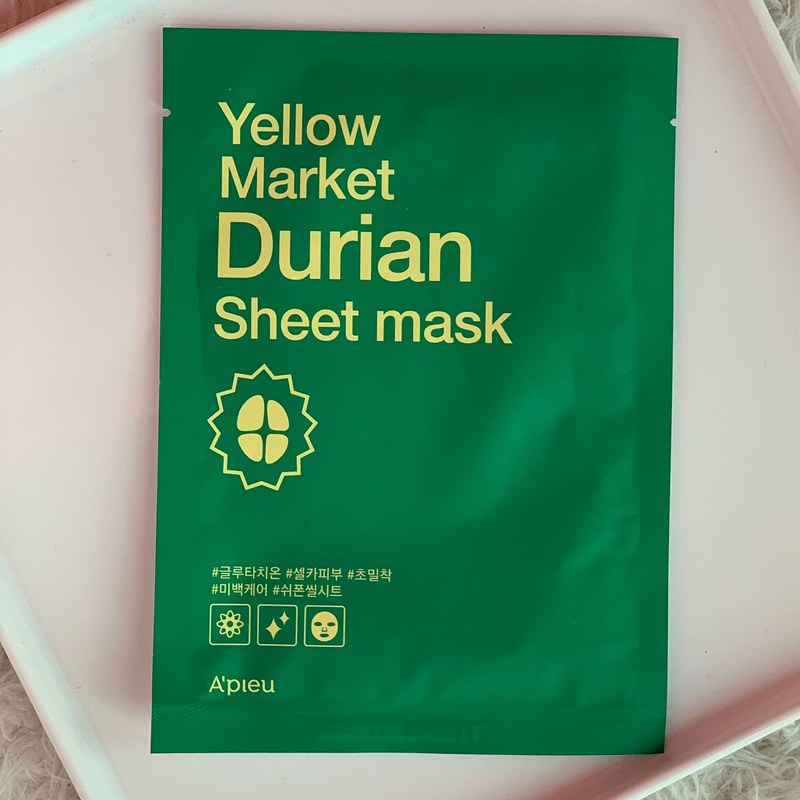 Yellow
Market
Durian
Sheet mask
#글루타치온 #셀카피부 #초밀착
#미백케어 #쉬폰씰시트
A'pieu